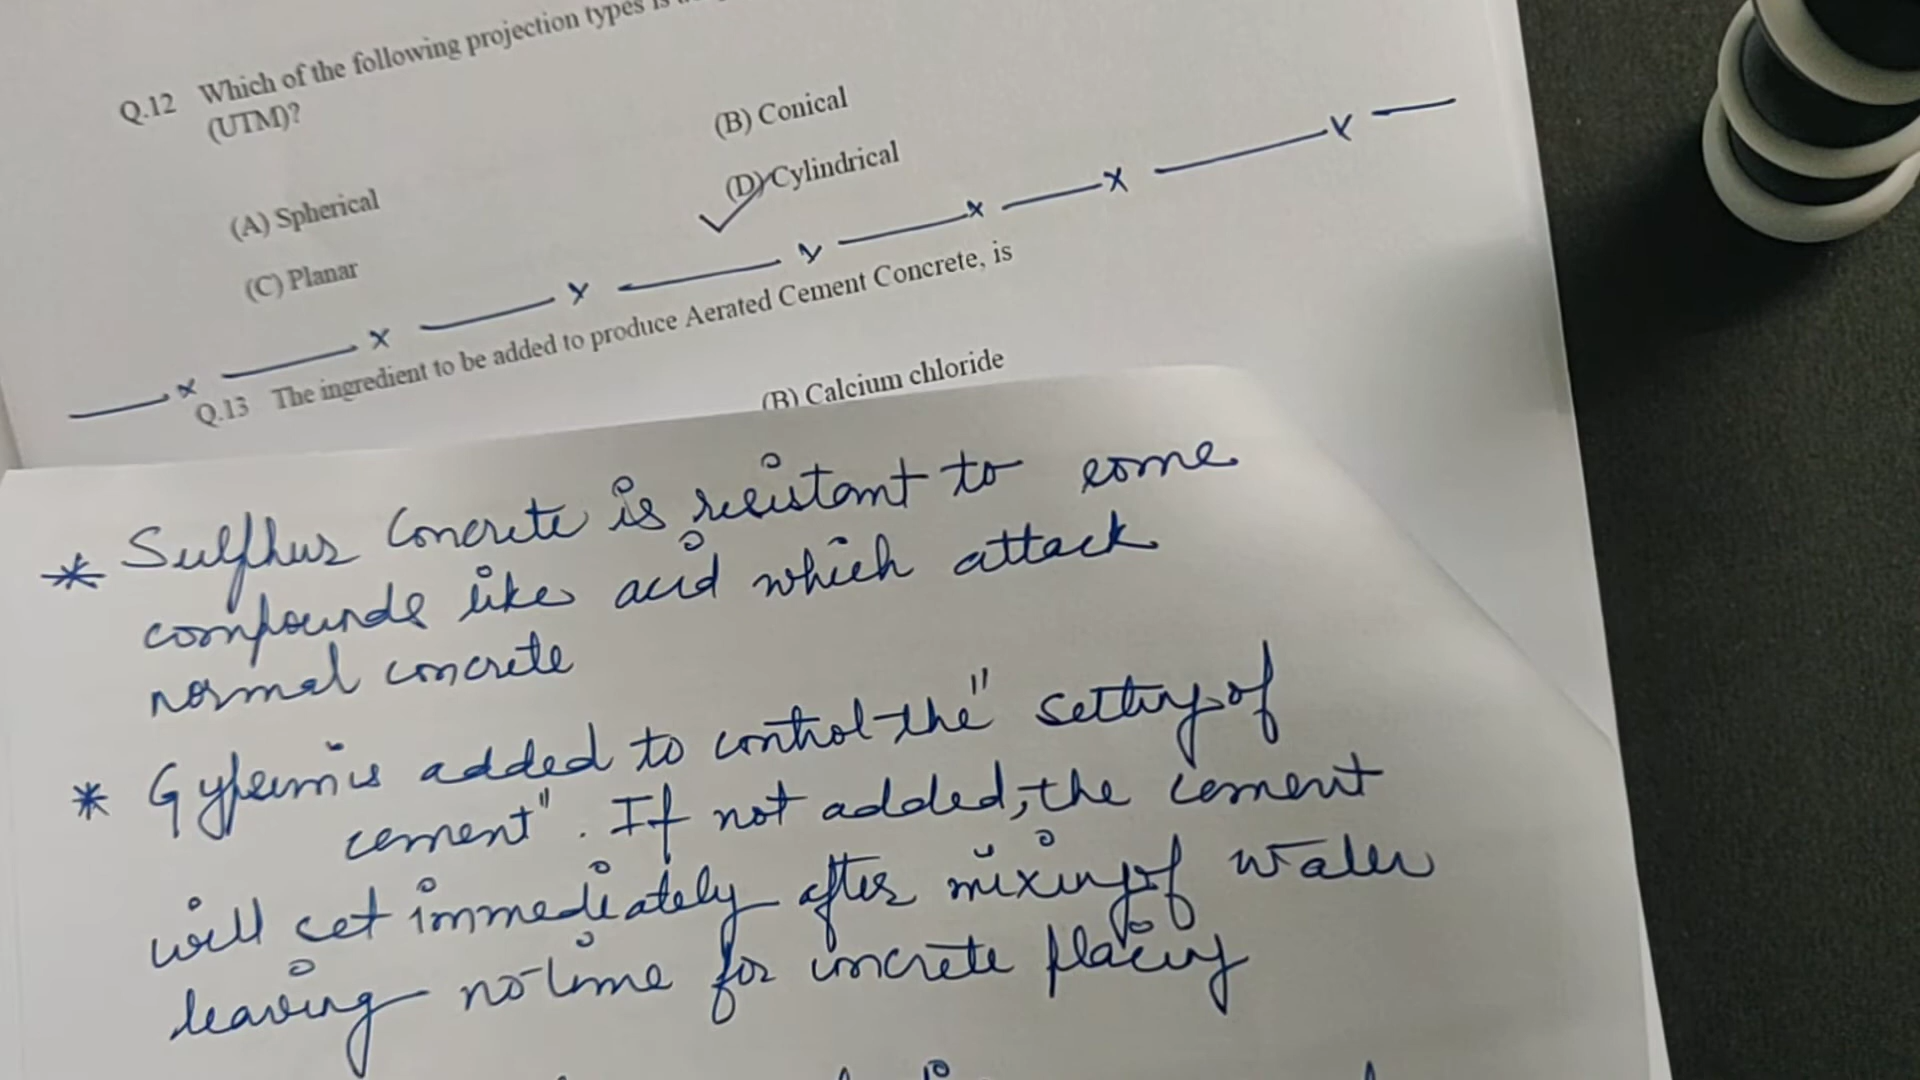 Q.12 Which of the following projection types is
(UTM)?
(A) Spherical
(B) Conical
(C) Planar
(D) Cylindrical
Q.13 The ingredient to be added to produce Aerated Cement Concrete, is
(B) Calcium chloride
* Sulphur Concrete is resistant to some
compounds like acid which attack
normal concrete
* Gypsum is added to control the "setting of
cement". If not added, the cement
will set immediately after mixing of water
leaving no time for concrete placing